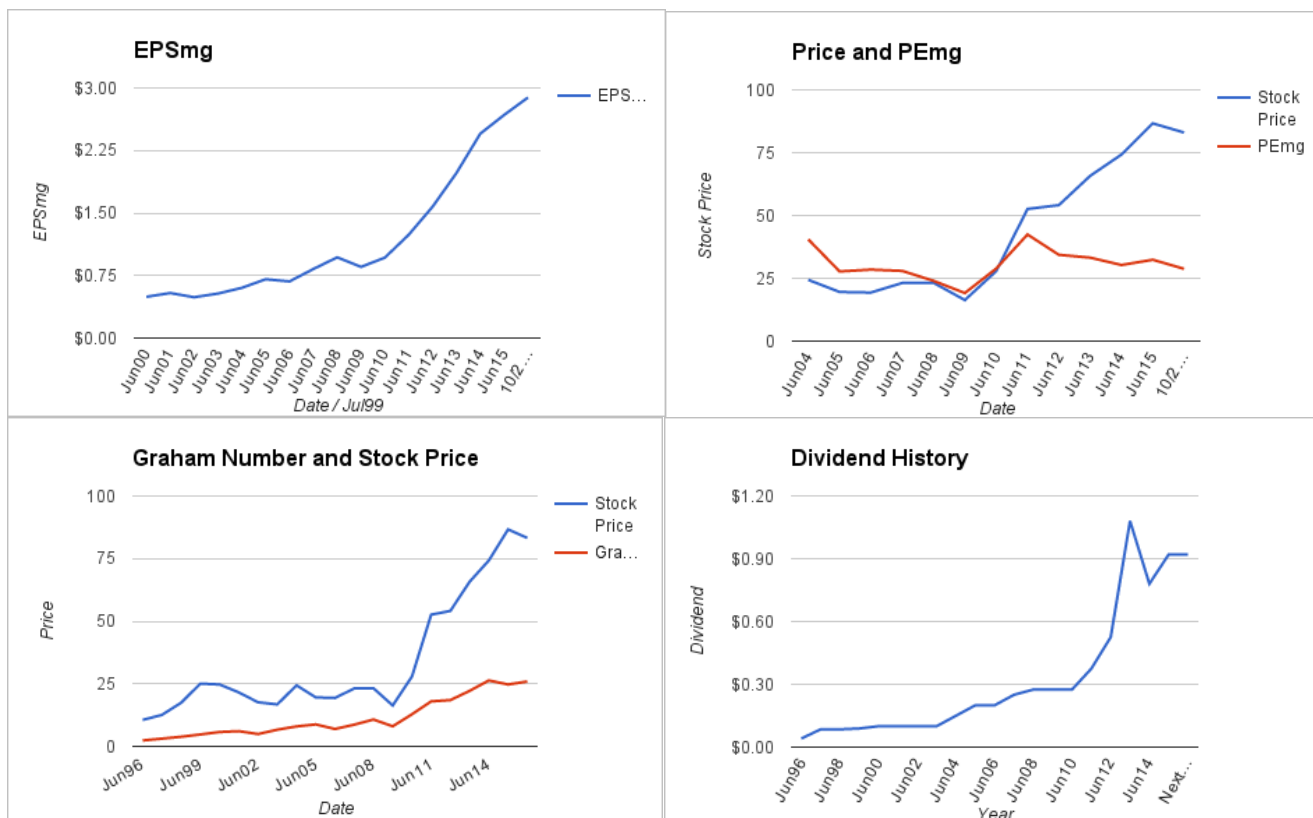 EPSmg
$3.00
$2.25
$1.50
$0.75
$0.00
EPSmg
EPS...
Jun00
Jun01
Jun02
Jun03
Jun04
Jun05
Jun06
Jun07
Jun08
Jun09
Jun10
Jun11
Jun12
Jun13
Jun14
Jun15
10/2...
Date / Jul99
Price and PEmg
100
75
50
25
0
Stock Price
Stock
Price
PEmg
Jun04
Jun05
Jun06
Jun07
Jun08
Jun09
Jun10
Jun11
Jun12
Jun13
Jun14
Jun15
10/2...
Date
Graham Number and Stock Price
100
75
50
25
0
Price
Stock
Price
Gra...
Jun96
Jun99
Jun02
Jun05
Jun08
Jun11
Jun14
Date
Dividend History
$1.20
$0.90
$0.60
$0.30
$0.00
Dividend
Jun96
Jun98
Jun00
Jun02
Jun04
Jun06
Jun08
Jun10
Jun12
Jun14
Next...
Year